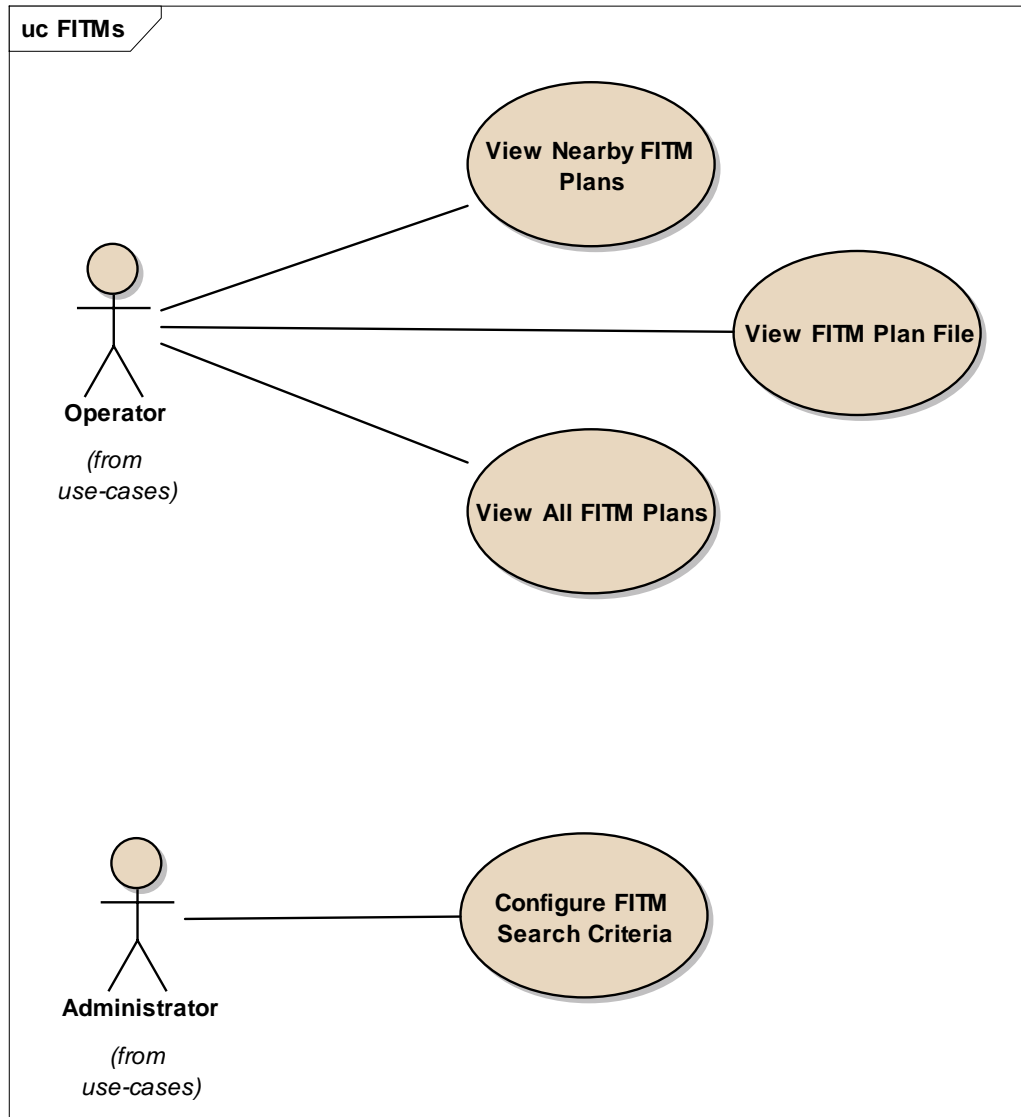 uc FITMs
View Nearby FITM
Plans
View FITM Plan File
Operator
(from
use-cases)
View All FITM Plans
Configure FITM
Search Criteria
Administrator
(from
use-cases)